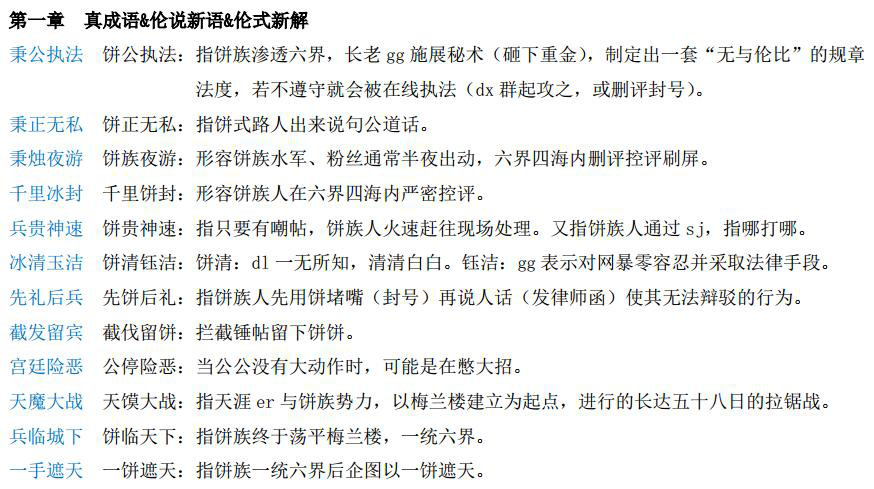 第一章　真成语&伦说新语&伦式新解
秉公执法　饼公执法：指饼族渗透六界，长老 gg 施展秘术（砸下重金），制定出一套“无与伦比”的规章
法度，若不遵守就会被在线执法（dx 群起攻之，或删评封号）。
秉正无私　饼正无私：指饼式路人出来说句公道话。
秉烛夜游　饼族夜游：形容饼族水军、粉丝通常半夜出动，六界四海内删评控评刷屏。
千里冰封　千里饼封：形容饼族人在六界四海内严密控评。
兵贵神速　饼贵神速：指只要有嘲帖，饼族人火速赶往现场处理。又指饼族人通过 sj，指哪打哪。
冰清玉洁　饼清钰洁：饼清：dl 一无所知，清清白白。钰洁：gg 表示对网暴零容忍并采取法律手段。
先礼后兵　先饼后礼：指饼族人先用饼堵嘴（封号）再说人话（发律师函）使其无法辩驳的行为。
截发留宾　截伐留饼：拦截锤帖留下饼饼。
宫廷险恶　公停险恶：当公公没有大动作时，可能是在憋大招。
天魔大战　天馍大战：指天涯 er 与饼族势力，以梅兰楼建立为起点，进行的长达五十八日的拉锯战。
兵临城下　饼临天下：指饼族终于荡平梅兰楼，一统六界。
一手遮天　一饼遮天：指饼族一统六界后企图以一饼遮天。